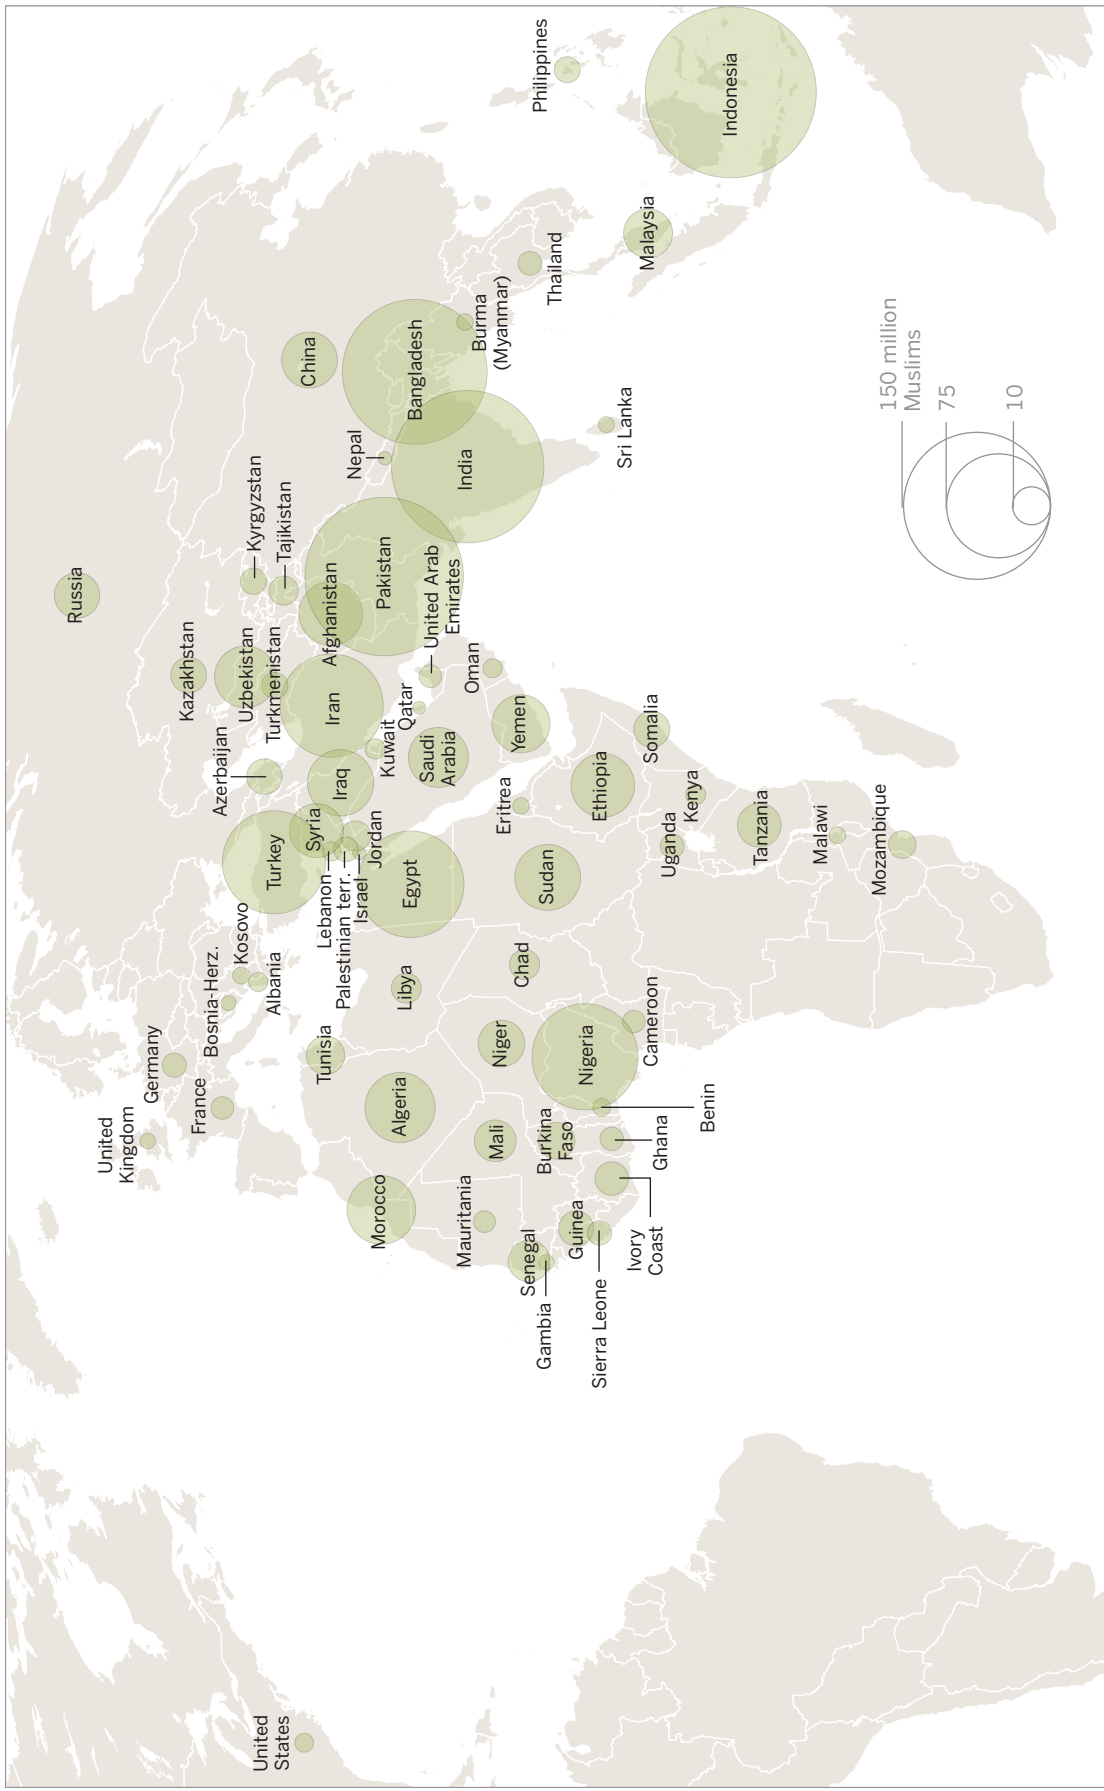 United
States
United
Kingdom
Germany
France
Bosnia-Herz.
Kosovo
Albania
Russia
Kazakhstan
Uzbekistan
Turkmenistan
Kyrgyzstan
Tajikistan
Azerbaijan
Turkey
Syria
Lebanon
Palestinian terr.
Israel
Jordan
Iraq
Iran
Kuwait
Qatar
United Arab
Emirates
Oman
Saudi
Arabia
Yemen
Afghanistan
Pakistan
Nepal
India
Bangladesh
China
Burma
(Myanmar)
Thailand
Sri Lanka
Malaysia
Philippines
Indonesia
Morocco
Algeria
Tunisia
Libya
Egypt
Mauritania
Mali
Niger
Chad
Sudan
Eritrea
Ethiopia
Somalia
Senegal
Gambia
Guinea
Sierra Leone
Ivory
Coast
Burkina
Faso
Ghana
Benin
Nigeria
Cameroon
Uganda
Kenya
Tanzania
Malawi
Mozambique
150 million
Muslims
75
10